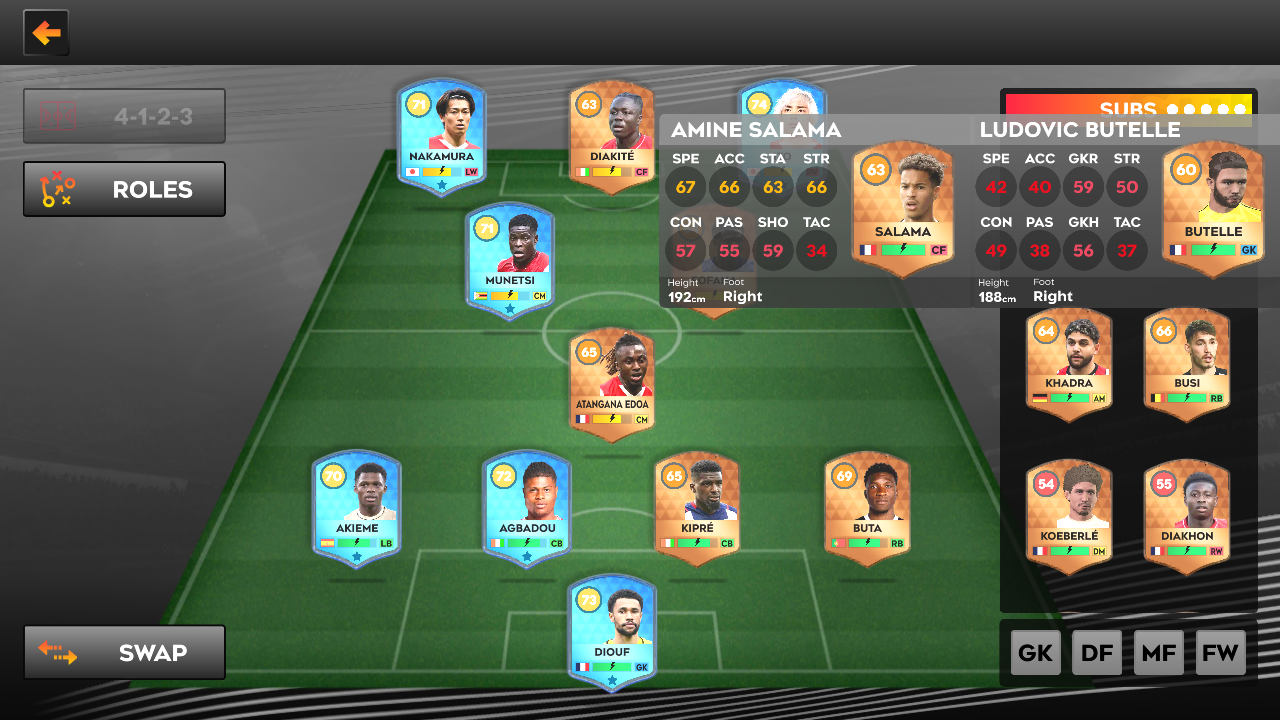 4-1-2-3
ROLES
SWAP
71
NAKAMURA
LW
63
DIAKITÉ
CF
74
71
MUNETSI
CM
65
ATANGANA EDOA
CM
70
AKIEME
LB
72
AGBADOU
CB
65
KIPRÉ
CB
69
BUTA
RB
73
DIOUF
GK
SUBS
AMINE SALAMA
SPE ACC STA STR
67 66 63 66
CON PAS SHO TAC
57 55 59 34
Height Foot
192cm Right
63
SALAMA
CF
LUDOVIC BUTELLE
SPE ACC GKR STR
42 40 59 50
CON PAS GKH TAC
49 38 56 37
Height Foot
188cm Right
60
BUTELLE
GK
64
KHADRA
AM
66
BUSI
RB
54
KOEBERLÉ
DM
55
DIAKHON
RW
GK DF MF FW